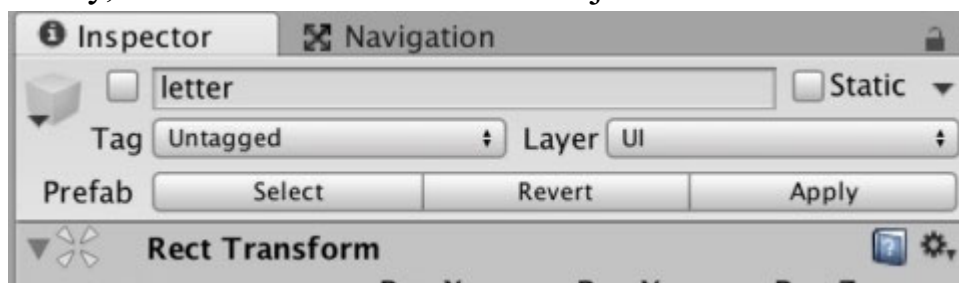 Inspector Navigation
letter Static
Tag Untagged Layer UI
Prefab Select Revert Apply
Rect Transform